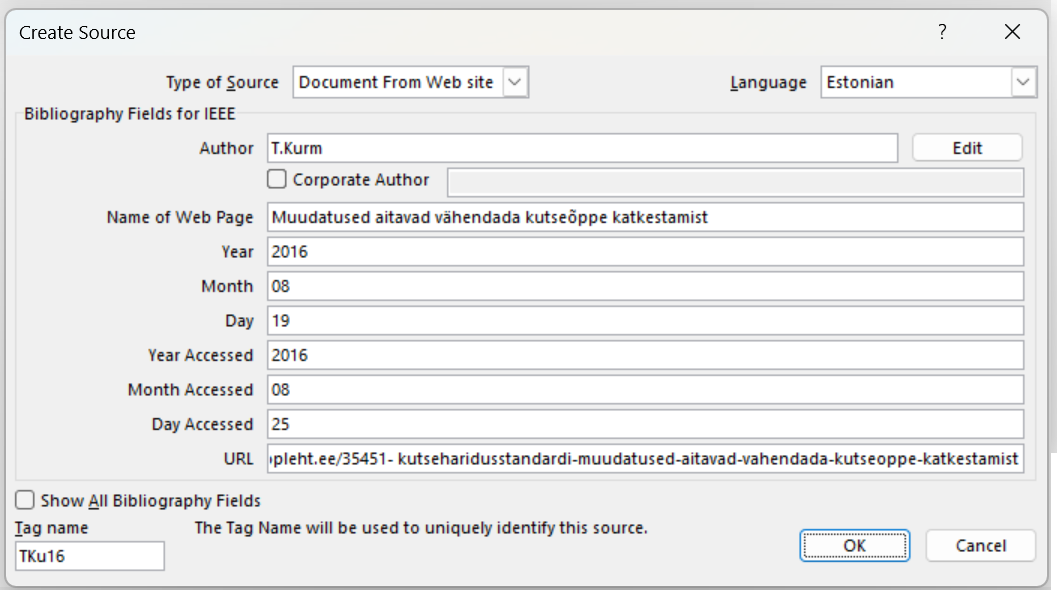 Create Source ?
Type of Source Document From Web site Language Estonian
Bibliography Fields for IEEE
Author T.Kurm Edit
Corporate Author
Name of Web Page Muudatused aitavad vähendada kutseõppe katkestamist
Year 2016
Month 08
Day 19
Year Accessed 2016
Month Accessed 08
Day Accessed 25
URL pleht.ee/35451- kutseharidusstandardi-muudatused-aitavad-vahendada-kutseoppe-katkestamist
Show All Bibliography Fields
Tag name The Tag Name will be used to uniquely identify this source.
TKu16 OK Cancel